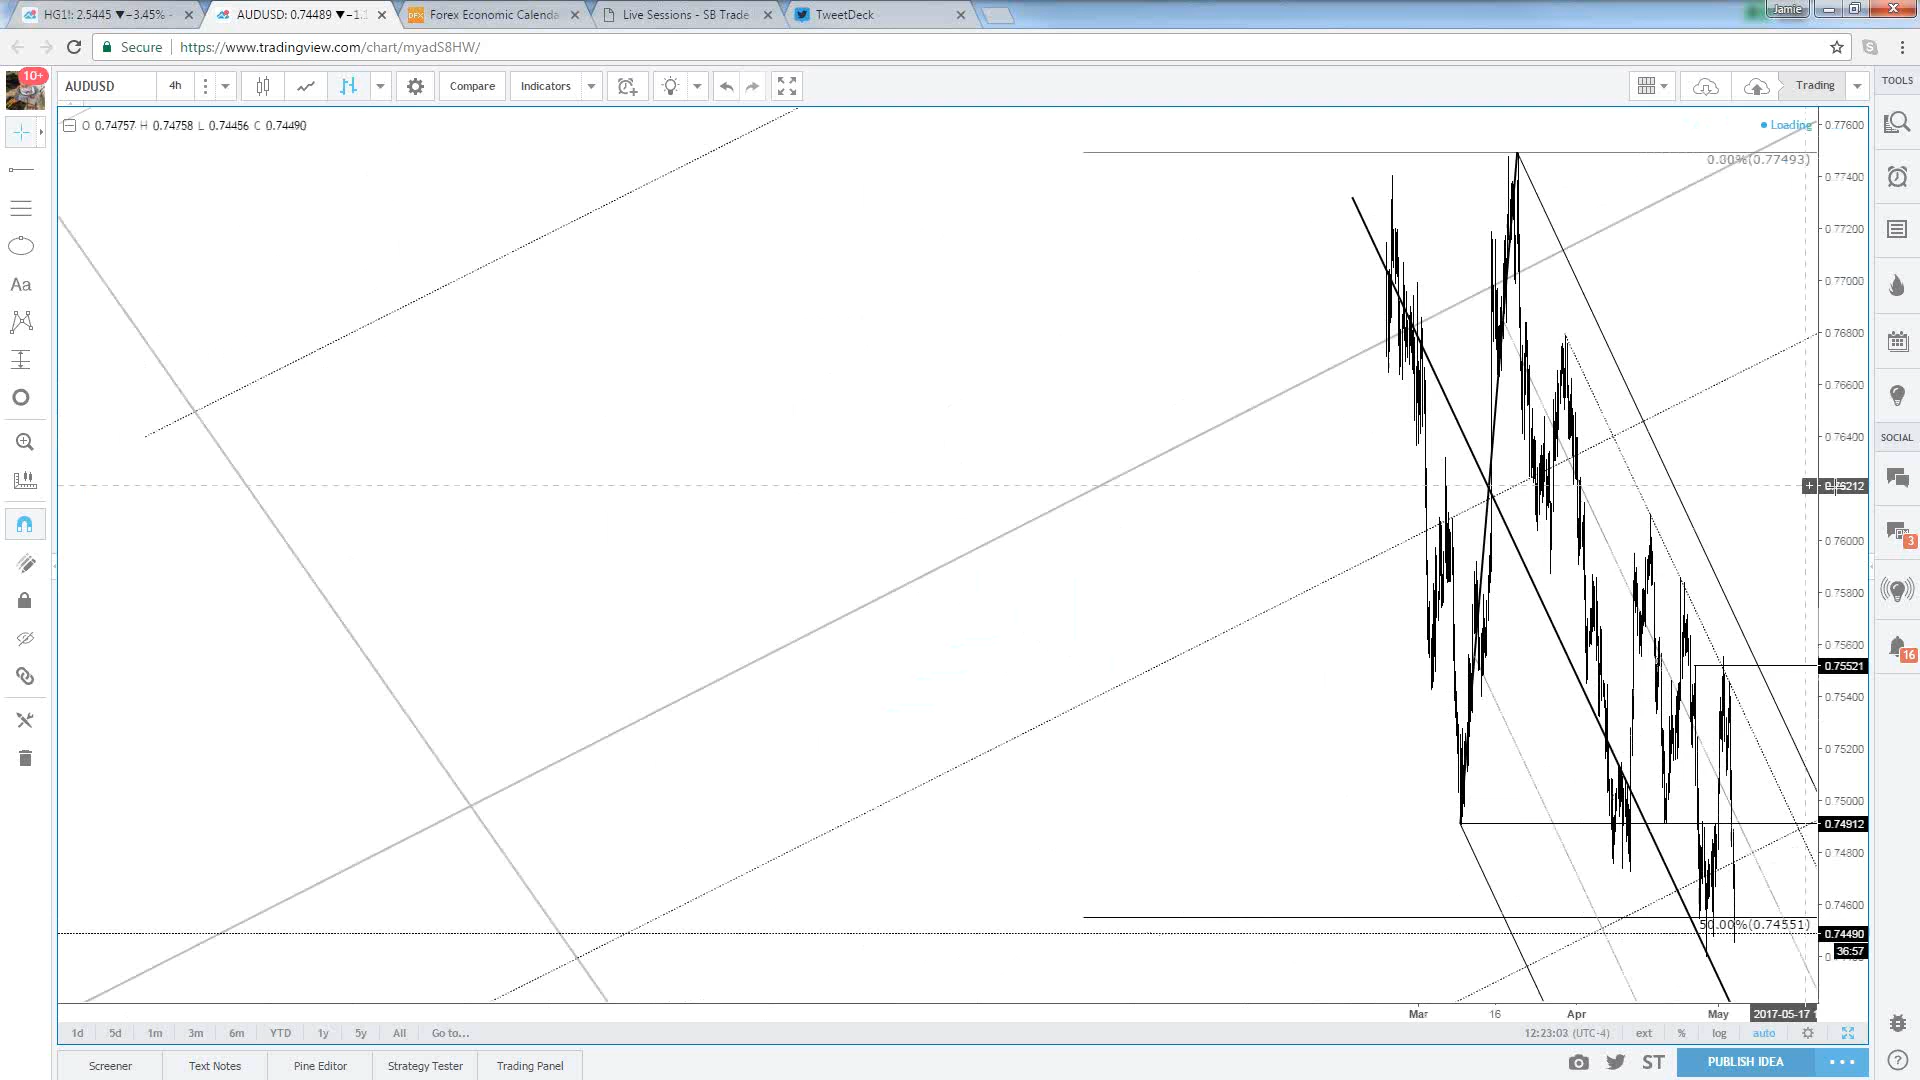 HG1!: 2.5445 ▼−3.45% -
AUDUSD: 0.74489 ▼−1.1
Forex Economic Calenda
Live Sessions - SB Trade
TweetDeck
Jamie
Secure https://www.tradingview.com/chart/myadS8HW/
10+
AUDUSD 4h Compare Indicators Trading
TOOLS
O 0.74757 H 0.74758 L 0.74456 C 0.74490
Loading
0.77600
0.00%(0.77493)
0.77400
0.77200
0.77000
0.76800
0.76600
0.76400
SOCIAL
0.76000
3
0.75800
0.75600
16
0.75521
0.75400
0.75200
0.75000
0.74912
0.74800
0.74600
50.00%(0.74551)
0.74490
36:57
Mar 16 Apr May 2017-05-17 1
1d 5d 1m 3m 6m YTD 1y 5y All Go to... 12:23:03 (UTC-4) ext % log auto
Screener Text Notes Pine Editor Strategy Tester Trading Panel ST PUBLISH IDEA
Aa